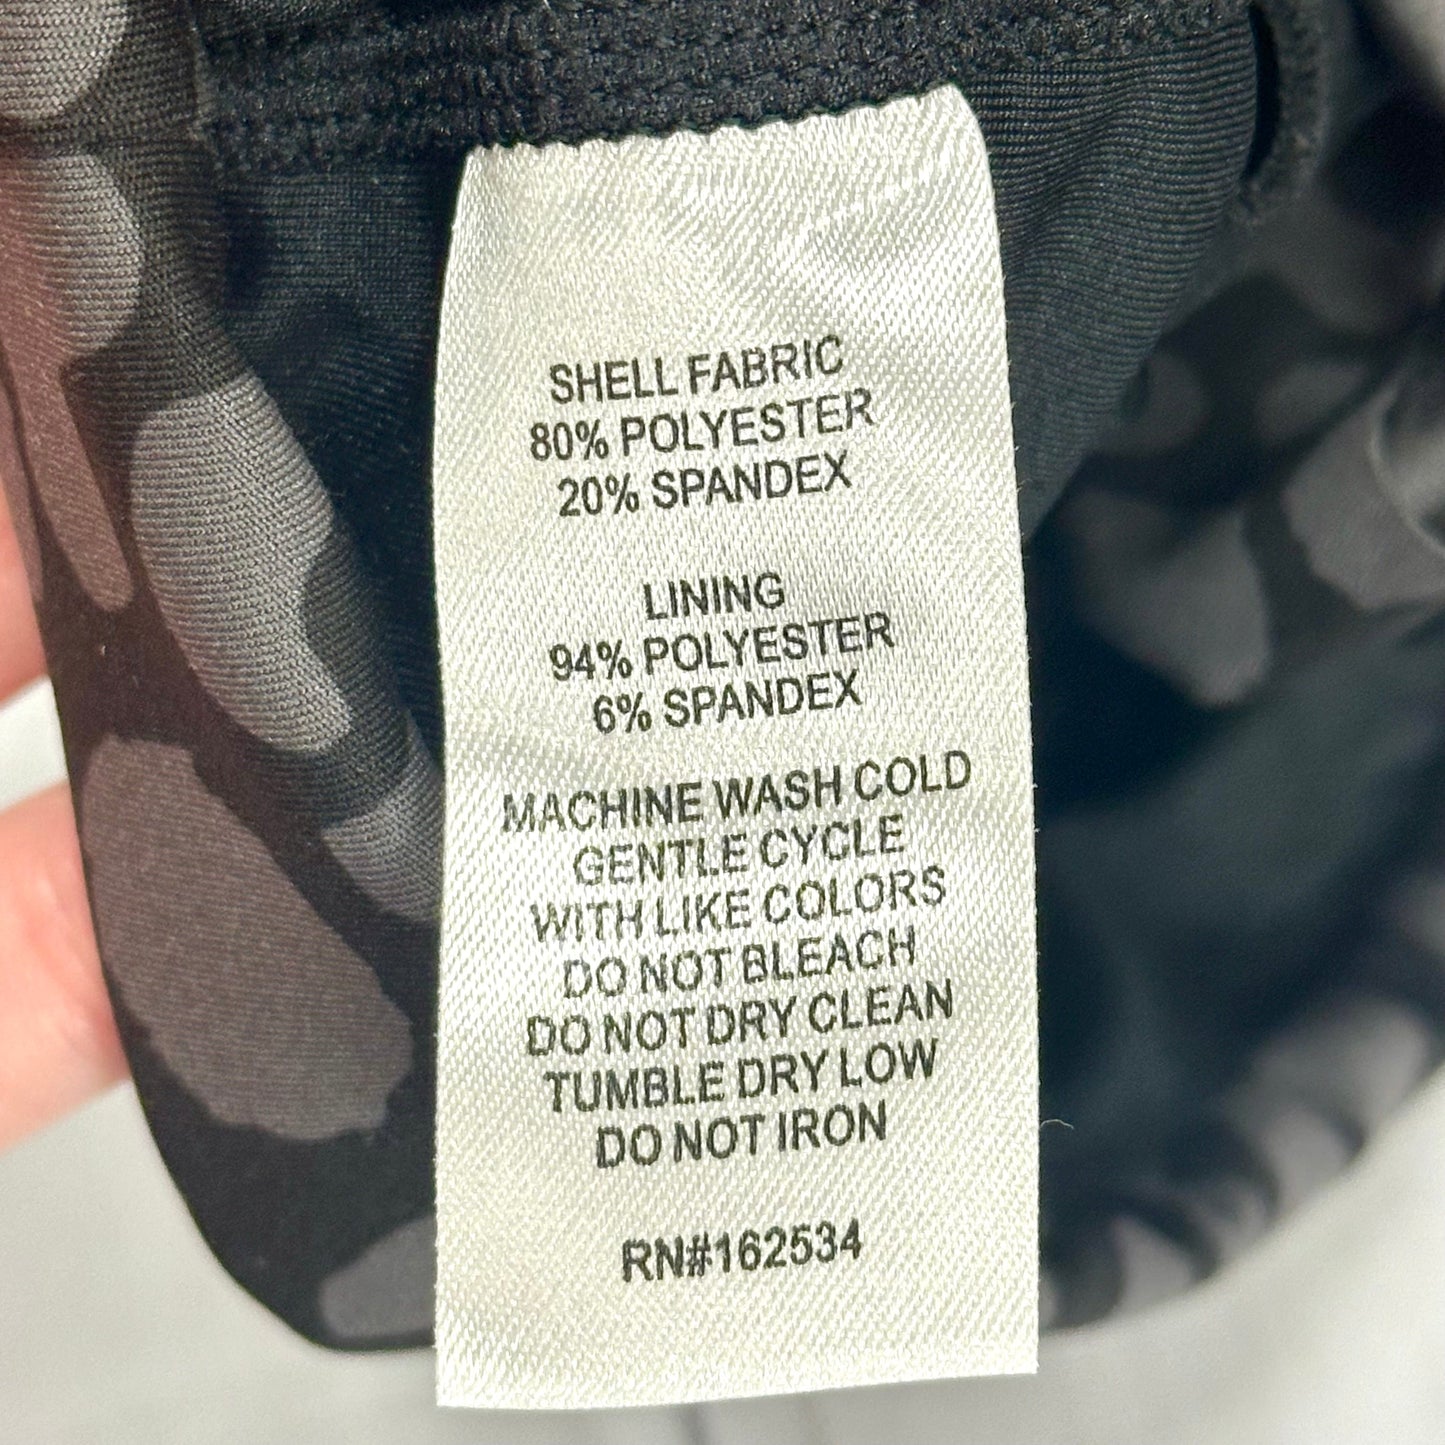 SHELL FABRIC
80% POLYESTER
20% SPANDEX
LINING
94% POLYESTER
6% SPANDEX
MACHINE WASH COLD
GENTLE CYCLE
WITH LIKE COLORS
DO NOT BLEACH
DO NOT DRY CLEAN
TUMBLE DRY LOW
DO NOT IRON
RN#162534